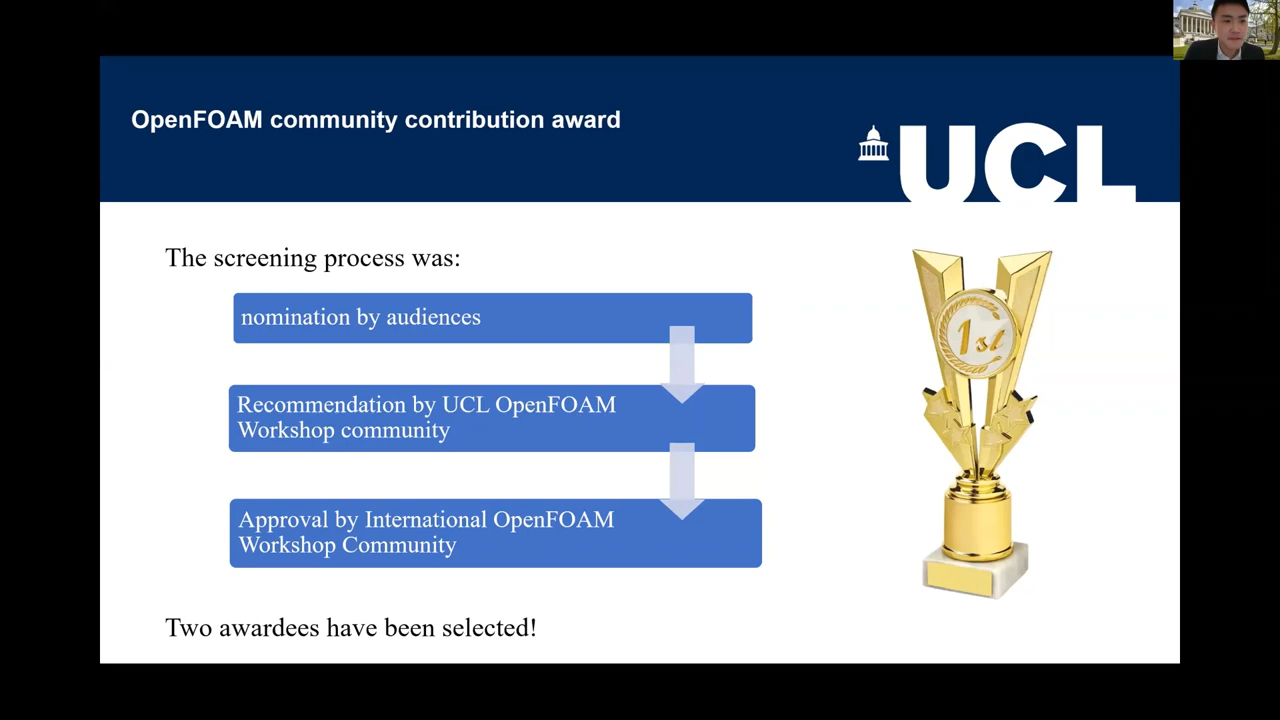 OpenFOAM community contribution award
UCL
The screening process was:
nomination by audiences
Recommendation by UCL OpenFOAM
Workshop community
Approval by International OpenFOAM
Workshop Community
Two awardees have been selected!
1st